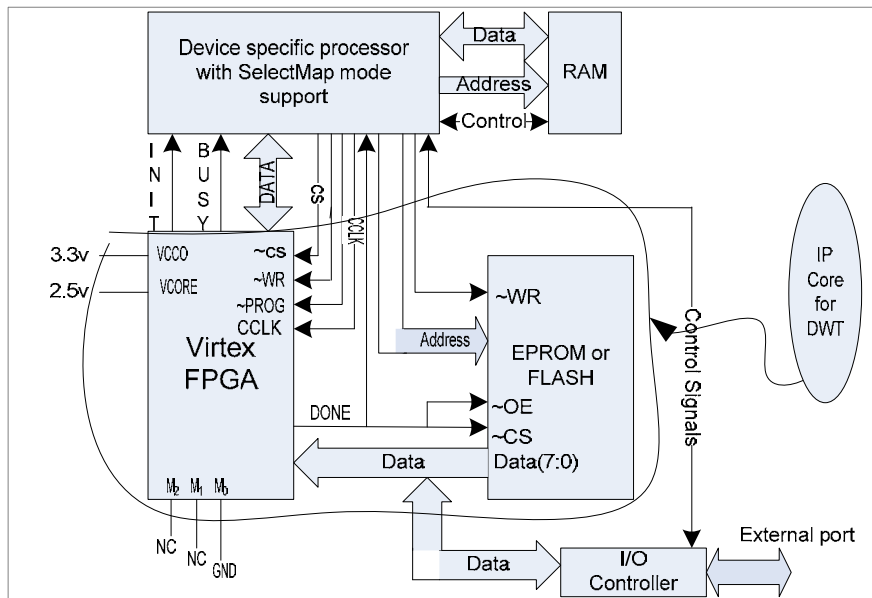 Device specific processor
with SelectMap mode
support
Data
Address
Control
RAM
INIT
BUSY
DATA
CS
CCLK
3.3v
2.5v
VCCO
VCORE
~CS
~WR
~PROG
CCLK
Virtex
FPGA
DONE
M2 M1 M0
NC
NC
GND
~WR
Address
EPROM or
FLASH
~OE
~CS
Data(7:0)
Data
Data
Control Signals
IP
Core
for
DWT
I/O
Controller
External port